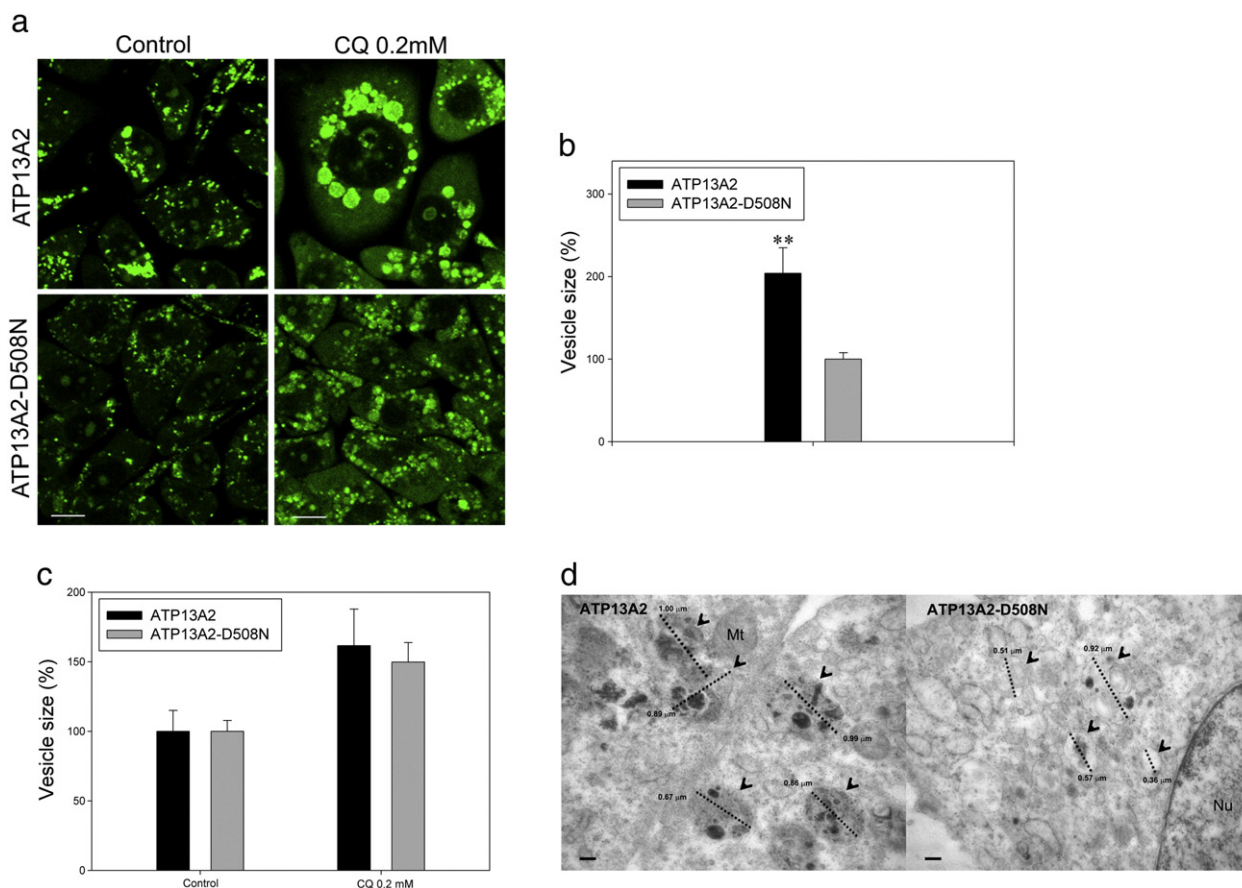 a
Control
CQ 0.2mM
ATP13A2
ATP13A2-D508N
b
Vesicle size (%)
300
200
100
0
ATP13A2
ATP13A2-D508N
**
c
Vesicle size (%)
200
150
100
50
0
ATP13A2
ATP13A2-D508N
Control
CQ 0.2 mM
d
ATP13A2
1.00 μm
Mt
0.89 μm
0.99 μm
0.67 μm
0.86 μm
ATP13A2-D508N
0.51 μm
0.92 μm
0.57 μm
0.36 μm
Nu